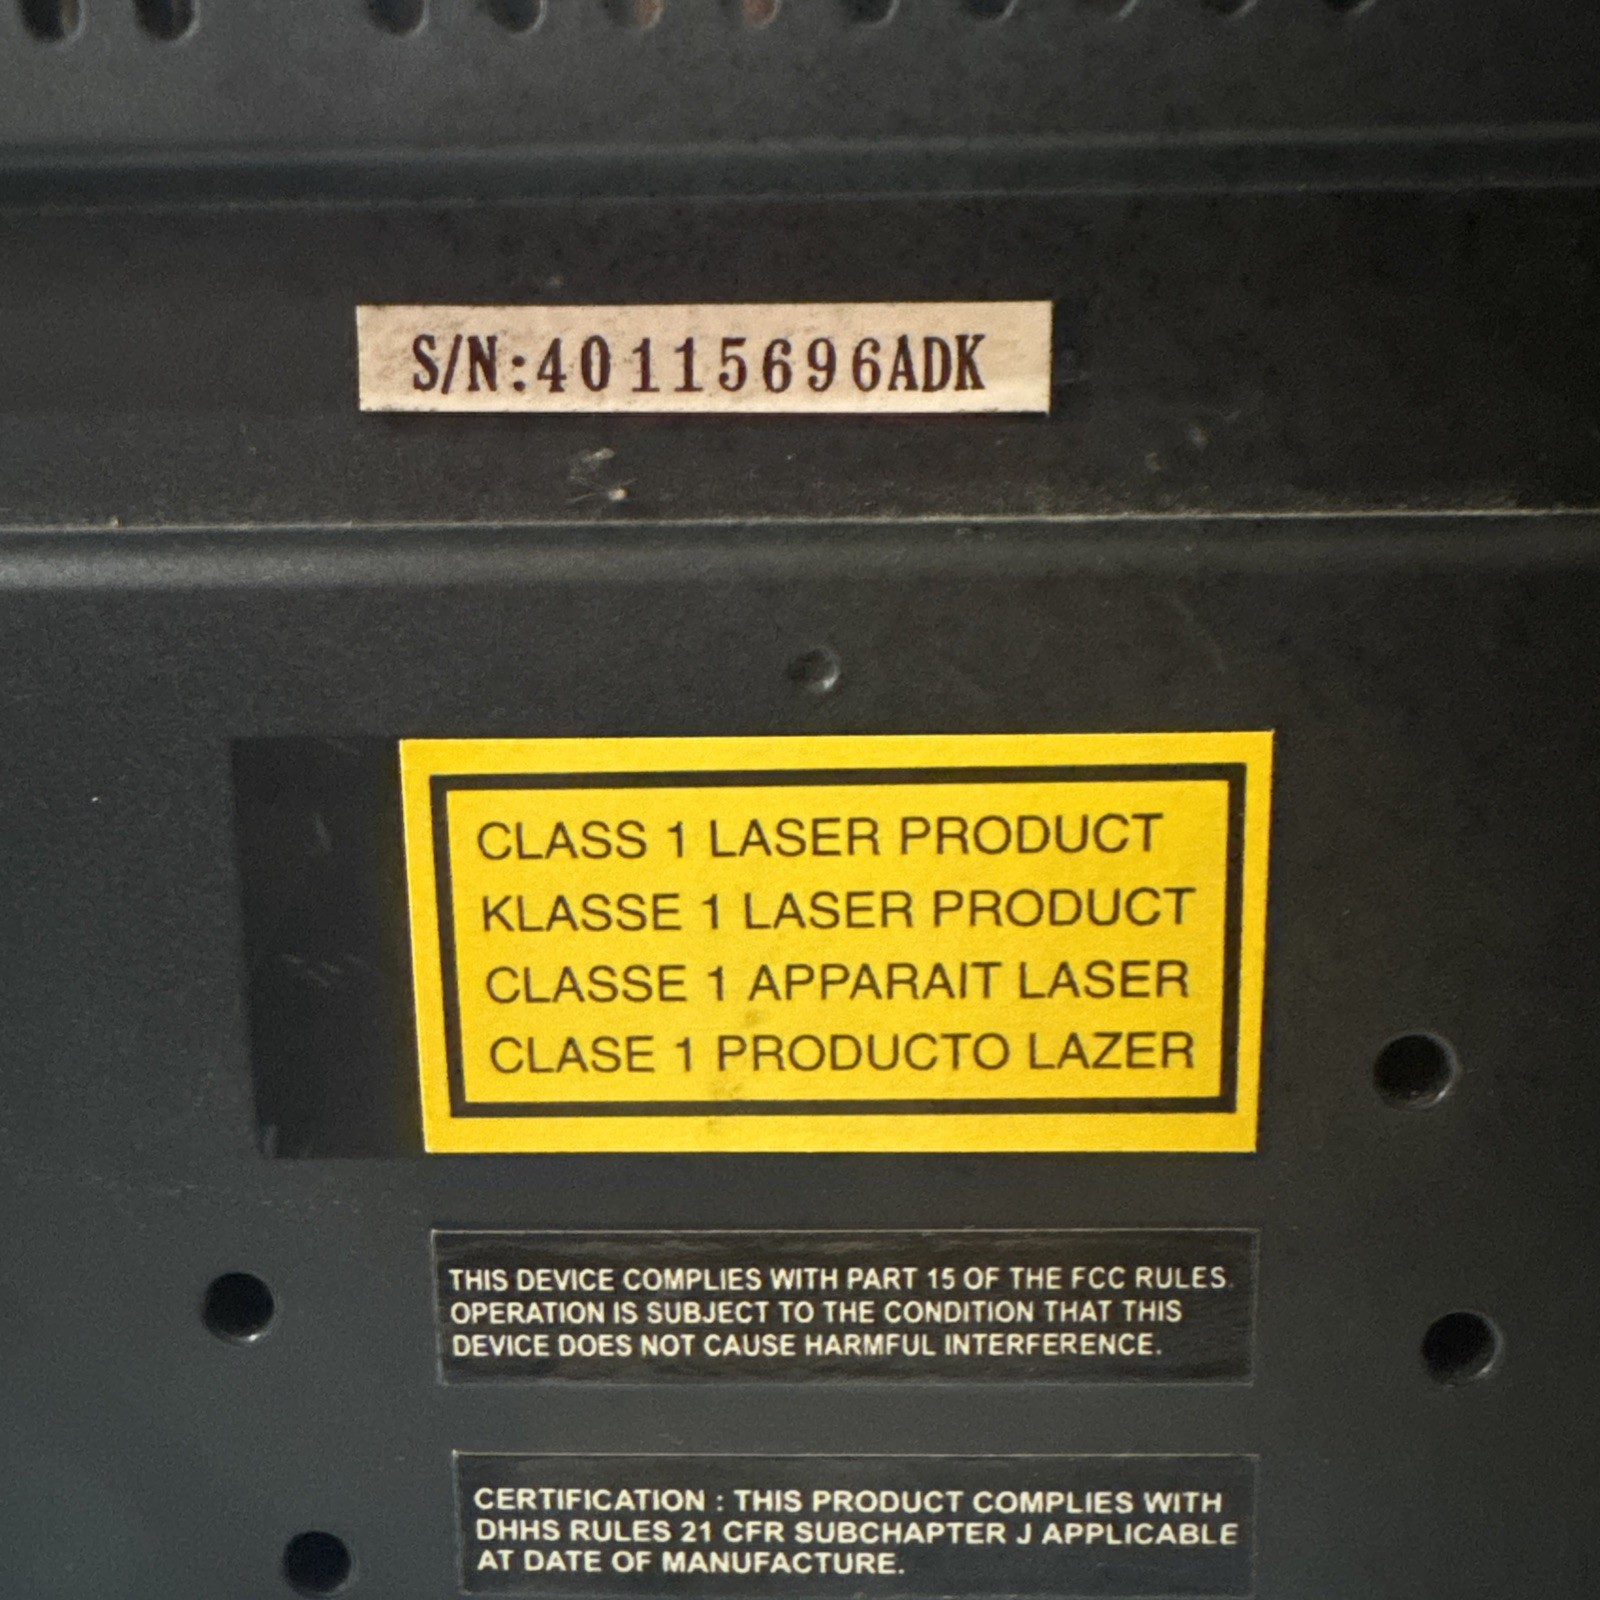 S/N:40115696ADK
CLASS 1 LASER PRODUCT
KLASSE 1 LASER PRODUCT
CLASSE 1 APPARAIT LASER
CLASE 1 PRODUCTO LAZER
THIS DEVICE COMPLIES WITH PART 15 OF THE FCC RULES.
OPERATION IS SUBJECT TO THE CONDITION THAT THIS
DEVICE DOES NOT CAUSE HARMFUL INTERFERENCE.
CERTIFICATION : THIS PRODUCT COMPLIES WITH
DHHS RULES 21 CFR SUBCHAPTER J APPLICABLE
AT DATE OF MANUFACTURE.